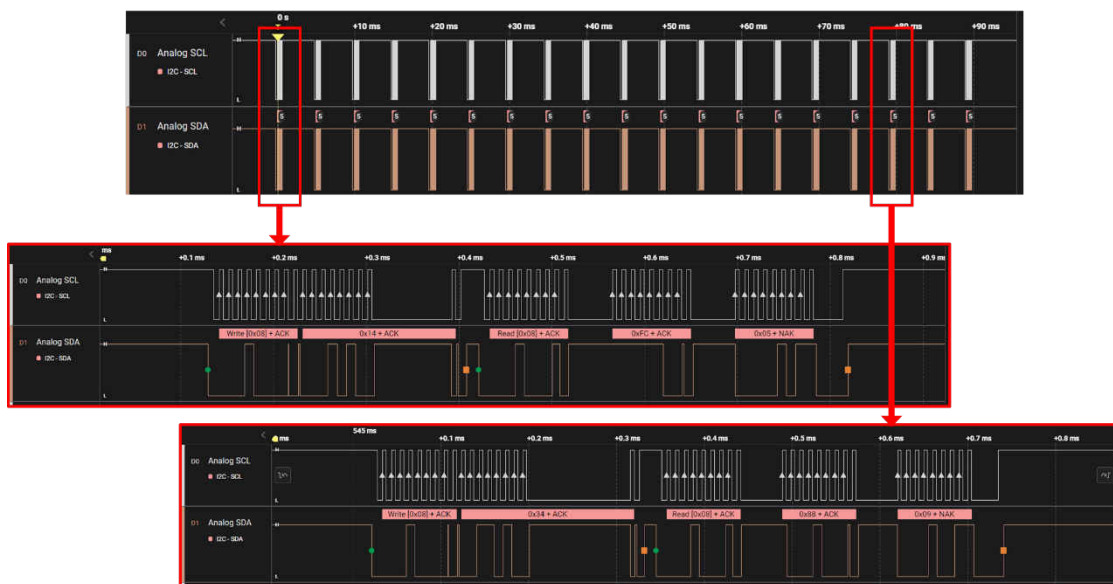 0 s
+10 ms +20 ms +30 ms +40 ms +50 ms +60 ms +70 ms +80 ms +90 ms
D0 Analog SCL
I2C - SCL
H
L
S S S S S S S S S S S S S S S S S S S
D1 Analog SDA
I2C - SDA
H
L
ms
+0.1 ms +0.2 ms +0.3 ms +0.4 ms +0.5 ms +0.6 ms +0.7 ms +0.8 ms +0.9 ms
D0 Analog SCL
I2C - SCL
H
L
Write [0x08] + ACK 0x14 + ACK Read [0x08] + ACK 0xFC + ACK 0x05 + NAK
D1 Analog SDA
I2C - SDA
H
L
545 ms
+0.1 ms +0.2 ms +0.3 ms +0.4 ms +0.5 ms +0.6 ms +0.7 ms +0.8 ms
D0 Analog SCL
I2C - SCL
H
L
Write [0x08] + ACK 0x34 + ACK Read [0x08] + ACK 0x88 + ACK 0x09 + NAK
D1 Analog SDA
I2C - SDA
H
L